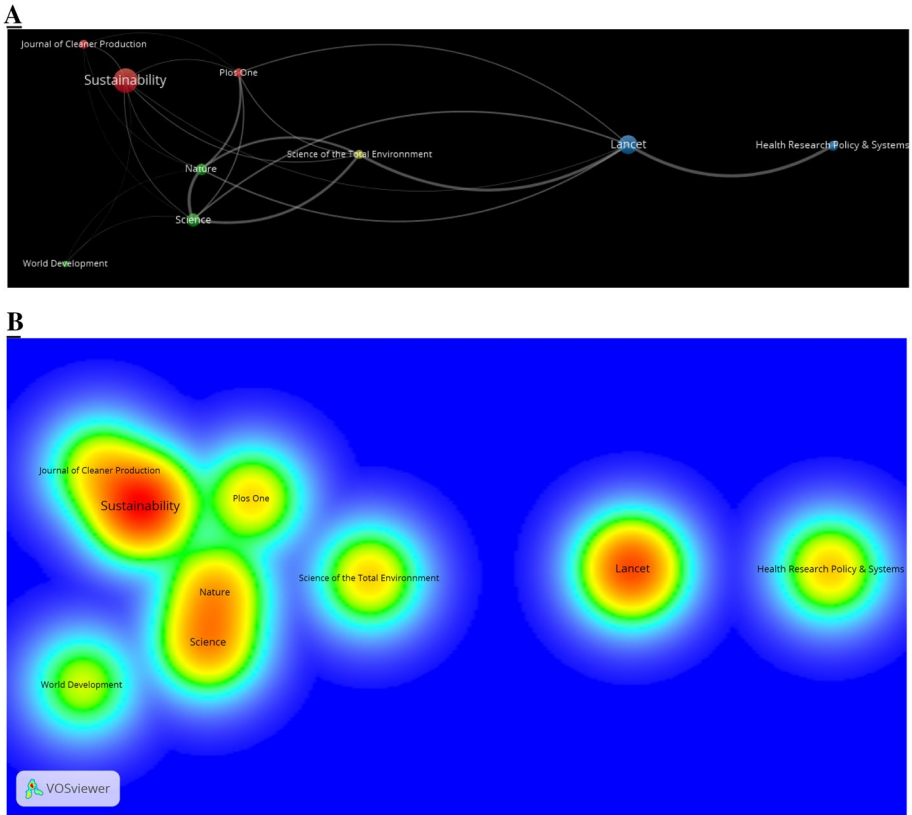 A
Journal of Cleaner Production
Sustainability
Plos One
Lancet
Health Research Policy & Systems
Science of the Total Environnment
Nature
Science
World Development
B
Journal of Cleaner Production
Sustainability
Plos One
Lancet
Health Research Policy & Systems
Science of the Total Environnment
Nature
Science
World Development
VOSviewer